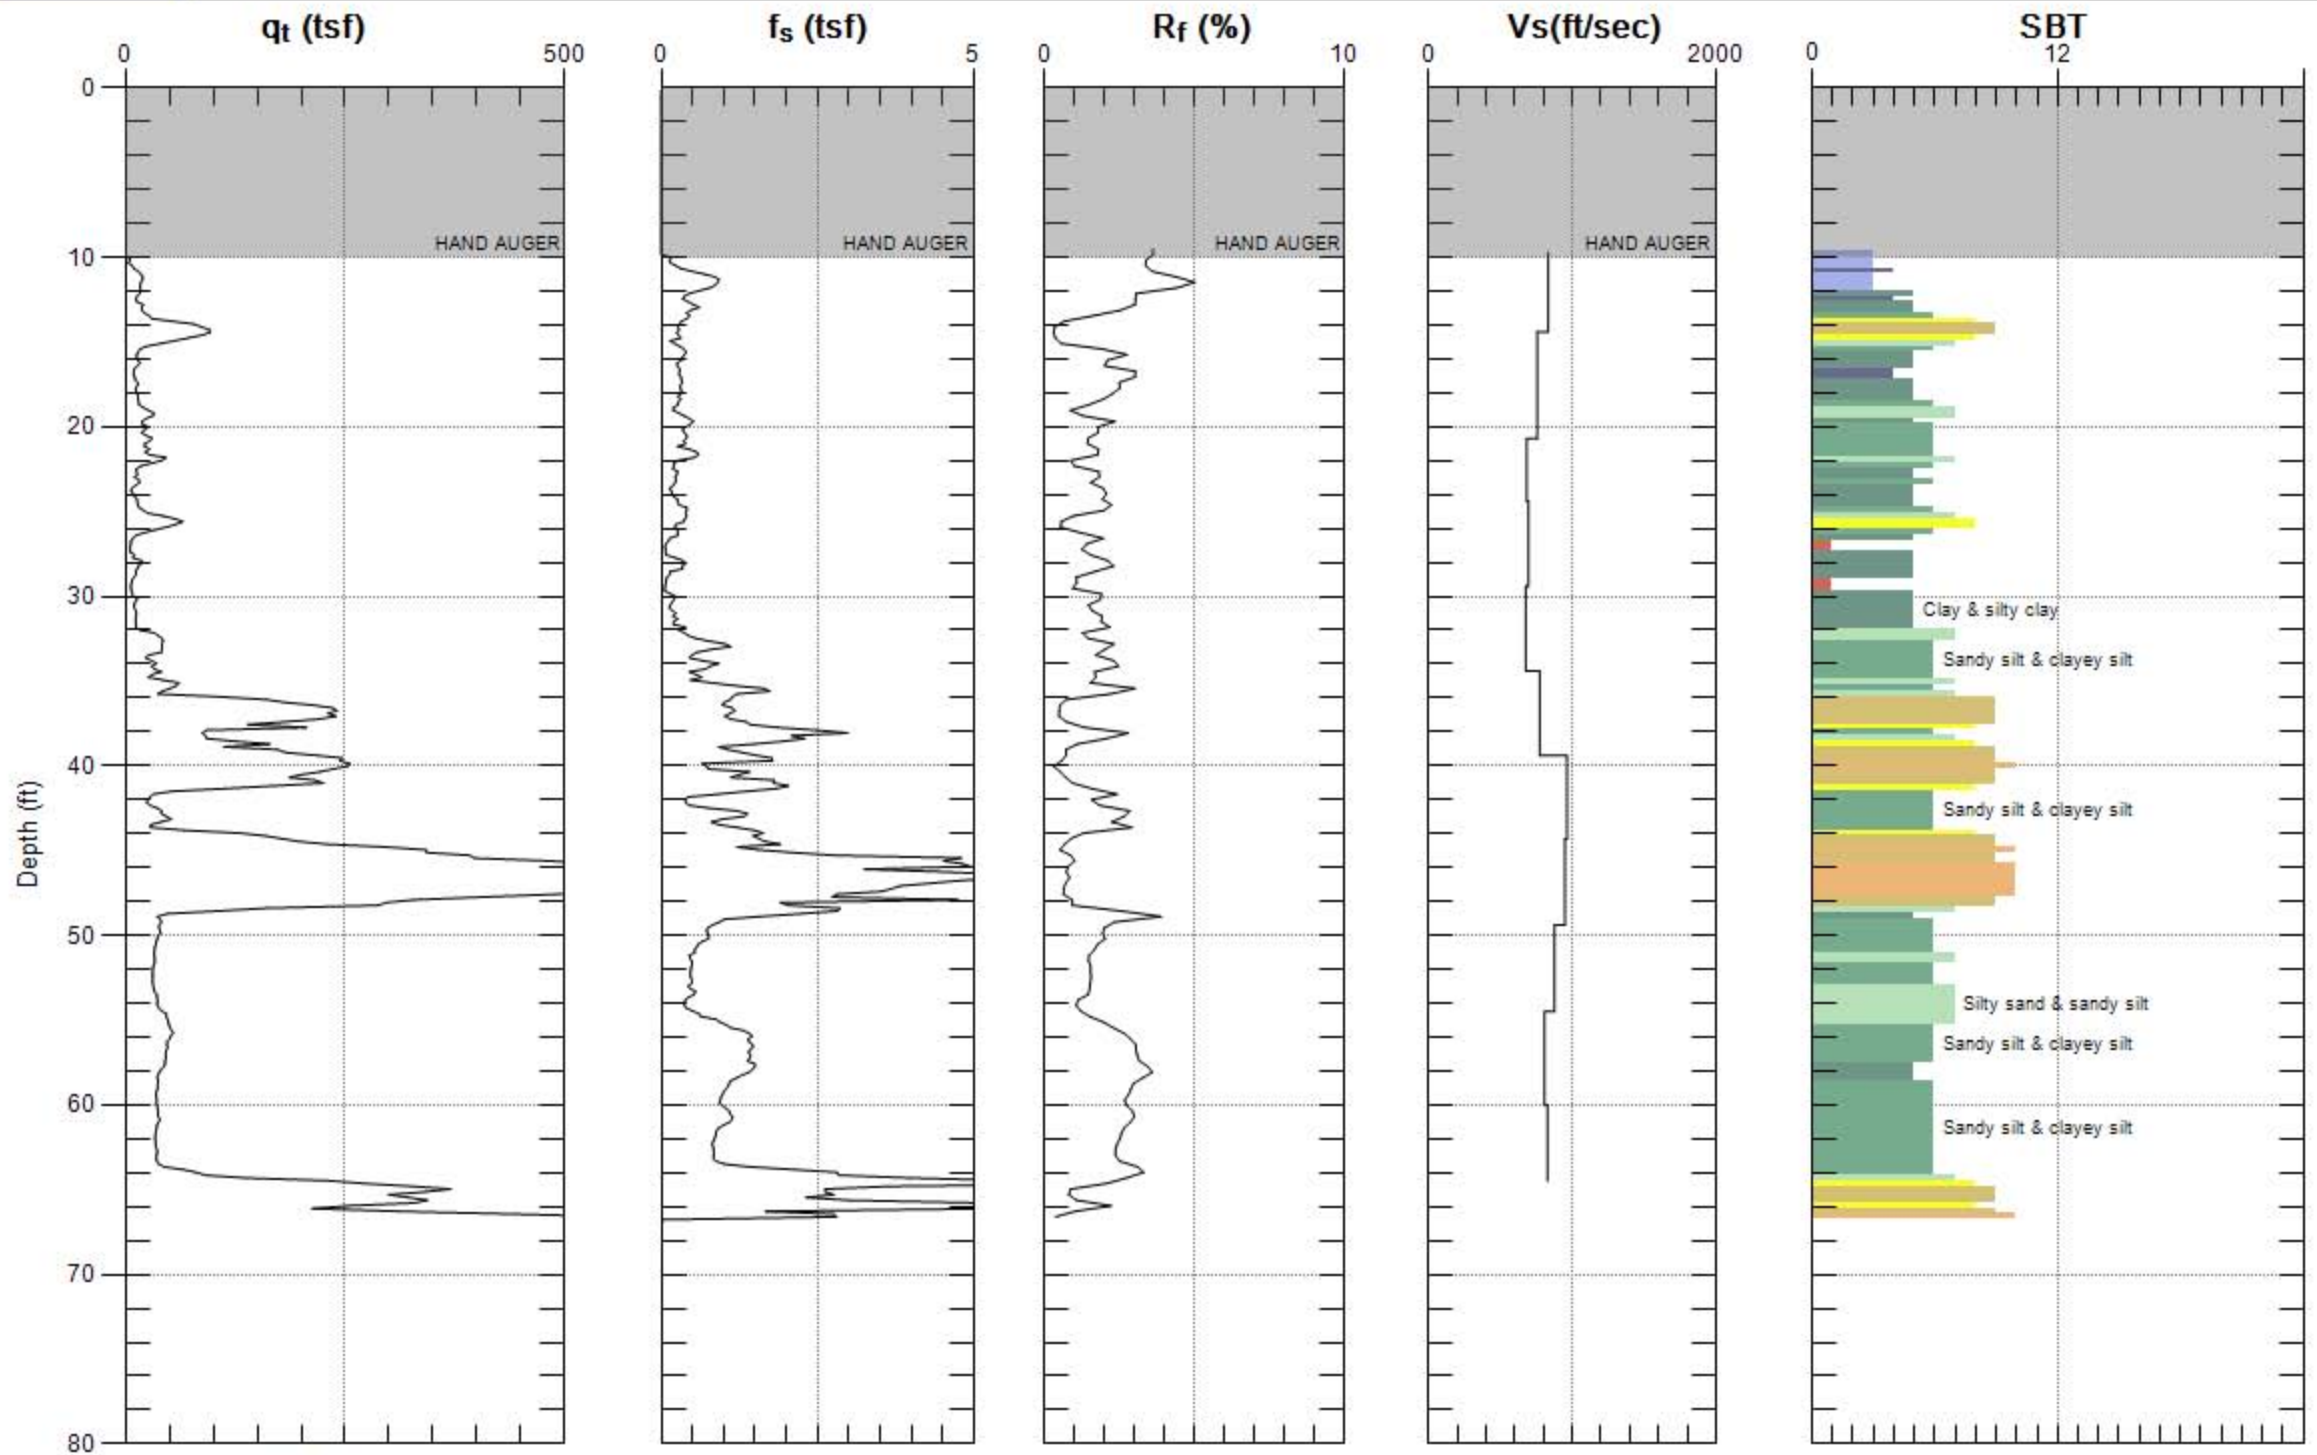 qt (tsf) fs (tsf) Rf (%) Vs(ft/sec) SBT
0 500 0 5 0 10 0 2000 0 12
0
HAND AUGER HAND AUGER HAND AUGER HAND AUGER
10
20
30
Clay & silty clay
Sandy silt & clayey silt
40
Sandy silt & clayey silt
Depth (ft)
50
Silty sand & sandy silt
Sandy silt & clayey silt
60
Sandy silt & clayey silt
70
80